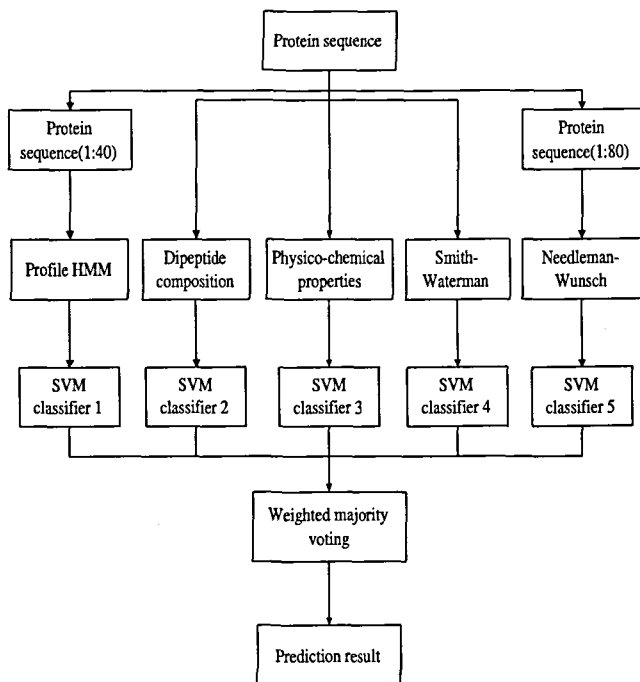 Protein sequence
Protein
sequence(1:40)
Protein
sequence(1:80)
Profile HMM
Dipeptide
composition
Physico-chemical
properties
Smith-
Waterman
Needleman-
Wunsch
SVM
classifier 1
SVM
classifier 2
SVM
classifier 3
SVM
classifier 4
SVM
classifier 5
Weighted majority
voting
Prediction result